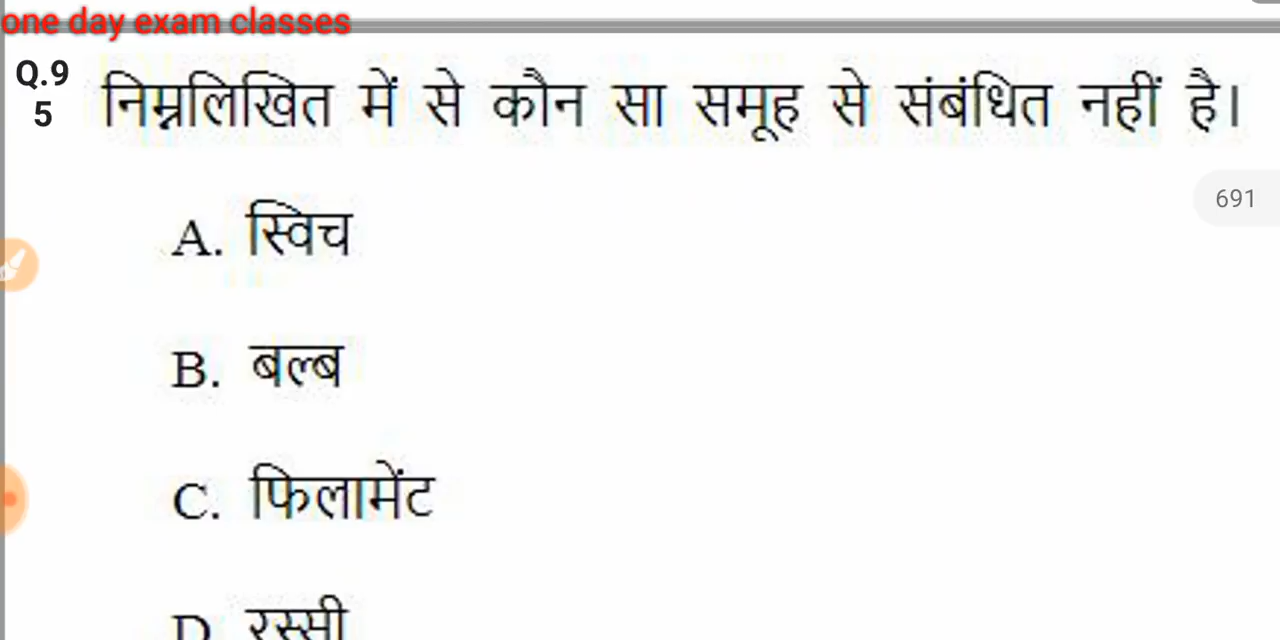 one day exam classes
Q.9 निम्नलिखित में से कौन सा समूह से संबंधित नहीं है।
5
691
A. स्विच
B. बल्ब
C. फिलामेंट
D. रस्सी